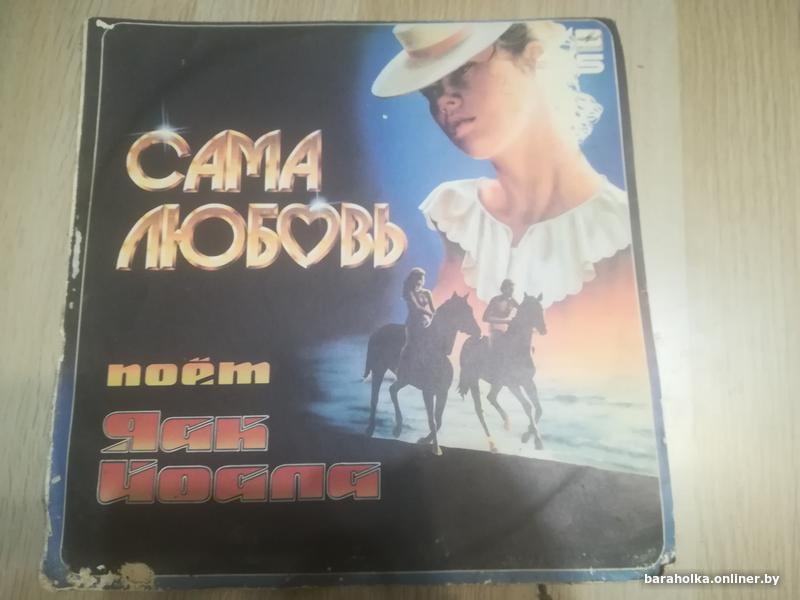 САМА
ЛЮБОВЬ
поёт
Яак
Йоала
baraholka.onliner.by